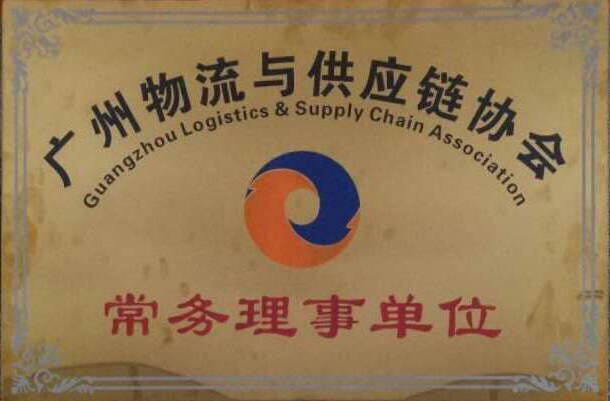 广州物流与供应链协会
Guangzhou Logistics & Supply Chain Association
常务理事单位